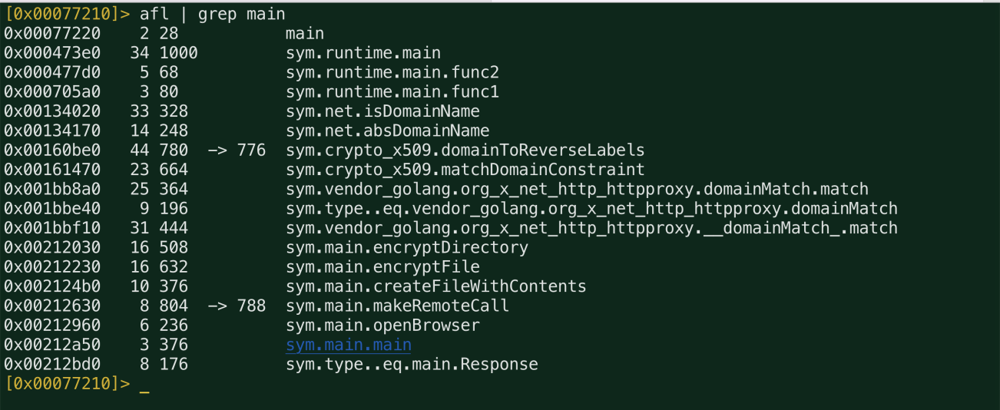 [0x00077210]> afl | grep main
0x00077220    2 28           main
0x000473e0   34 1000         sym.runtime.main
0x000477d0    5 68           sym.runtime.main.func2
0x000705a0    3 80           sym.runtime.main.func1
0x00134020   33 328          sym.net.isDomainName
0x00134170   14 248          sym.net.absDomainName
0x00160be0   44 780  -> 776  sym.crypto_x509.domainToReverseLabels
0x00161470   23 664          sym.crypto_x509.matchDomainConstraint
0x001bb8a0   25 364          sym.vendor_golang.org_x_net_http_httpproxy.domainMatch.match
0x001bbe40    9 196          sym.type..eq.vendor_golang.org_x_net_http_httpproxy.domainMatch
0x001bbf10   31 444          sym.vendor_golang.org_x_net_http_httpproxy.__domainMatch_.match
0x00212030   16 508          sym.main.encryptDirectory
0x00212230   16 632          sym.main.encryptFile
0x002124b0   10 376          sym.main.createFileWithContents
0x00212630    8 804  -> 788  sym.main.makeRemoteCall
0x00212960    6 236          sym.main.openBrowser
0x00212a50    3 376          sym.main.main
0x00212bd0    8 176          sym.type..eq.main.Response
[0x00077210]> _